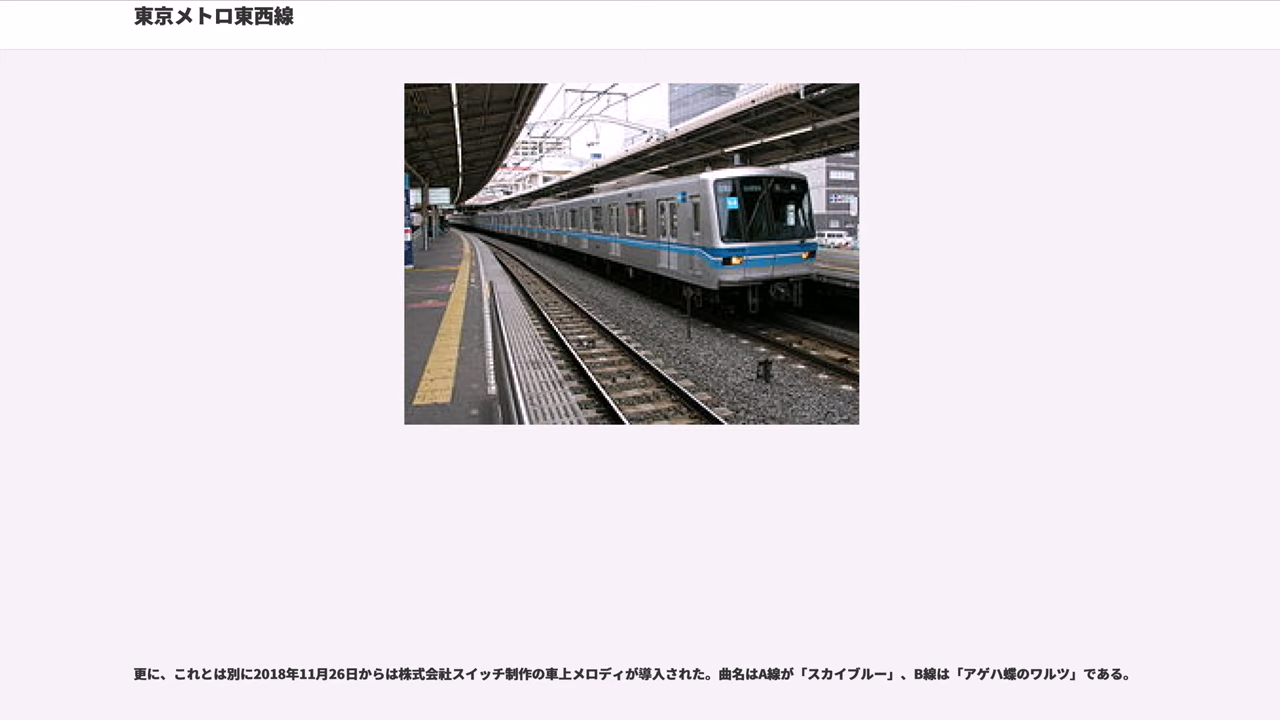 東京メトロ東西線
更に、これとは別に2018年11月26日からは株式会社スイッチ制作の車上メロディが導入された。曲名はA線が「スカイブルー」、B線は「アゲハ蝶のワルツ」である。